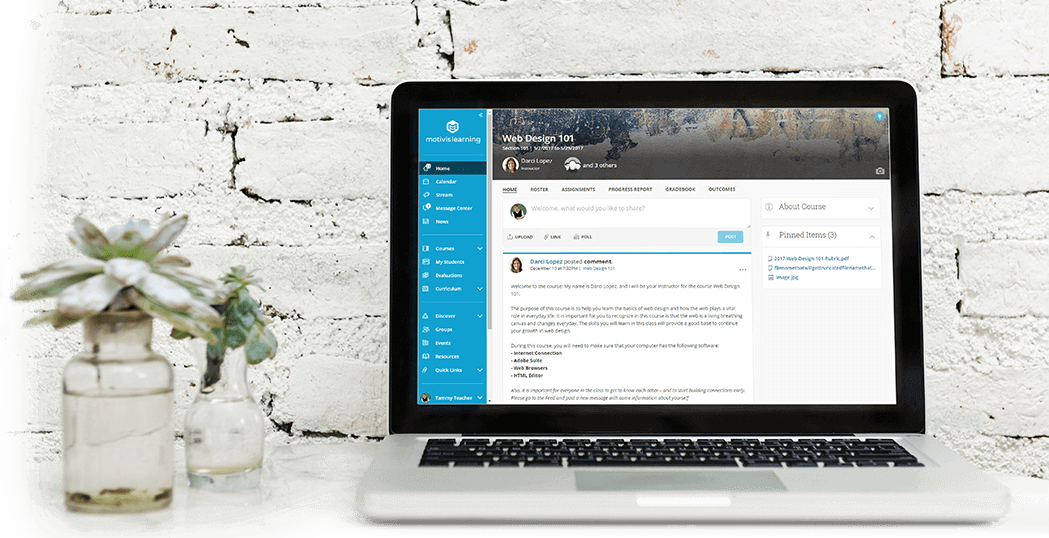 motivislearning
Home
Calendar
Stream
Message Center
News
Courses
My Students
Evaluations
Curriculum
Discover
Groups
Events
Resources
Quick Links
Tammy Teacher
Web Design 101
Section 105 | 5/2/2017 to 5/25/2017
Darci Lopez
Instructor
and 3 others
HOME ROSTER ASSIGNMENTS PROGRESS REPORT GRADEBOOK OUTCOMES
Welcome, what would you like to share?
UPLOAD LINK POLL POST
Darci Lopez posted comment.
December 10 at 7:32PM | Web Design 101
Welcome to the course! My name is Darci Lopez, and I will be your instructor for the course Web Design
101.
The purpose of this course is to help you learn the basics of web design and how the web plays a vital
role in everyday life. It is important for you to recognize in this course is that the web is a living breathing
canvas and changes everyday. The skills you will learn in this class will provide a good base to continue
your growth in web design.
During this course, you will need to make sure that your computer has the following software:
- Internet Connection
- Adobe Suite
- Web Browsers
- HTML Editor
Also, it is important for everyone in the class to get to know each other – and to start building connections early.
Please go to the Feed and post a new message with some information about yourself
About Course
Pinned Items (3)
2017-Web-Design-101-Rubric.pdf
filenamethatwillgettruncatedfilenamethat...
image.jpg